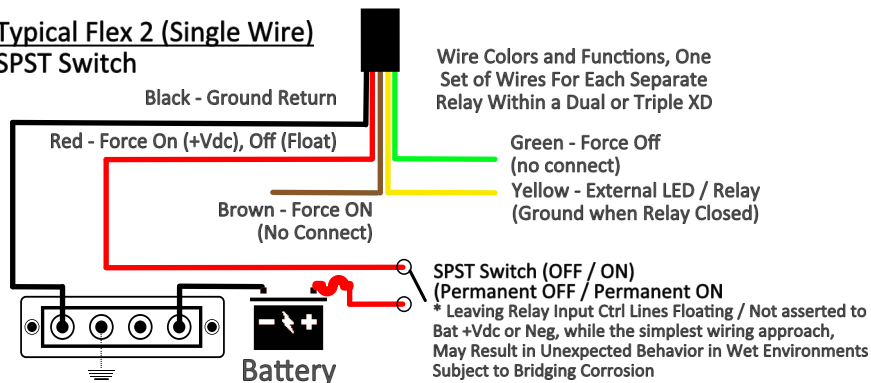 Typical Flex 2 (Single Wire)
SPST Switch
Wire Colors and Functions, One
Set of Wires For Each Separate
Relay Within a Dual or Triple XD
Black - Ground Return
Red - Force On (+Vdc), Off (Float)
Green - Force Off
(no connect)
Yellow - External LED / Relay
(Ground when Relay Closed)
Brown - Force ON
(No Connect)
SPST Switch (OFF / ON)
(Permanent OFF / Permanent ON
* Leaving Relay Input Ctrl Lines Floating / Not asserted to
Bat +Vdc or Neg, while the simplest wiring approach,
May Result in Unexpected Behavior in Wet Environments
Subject to Bridging Corrosion
- +
Battery